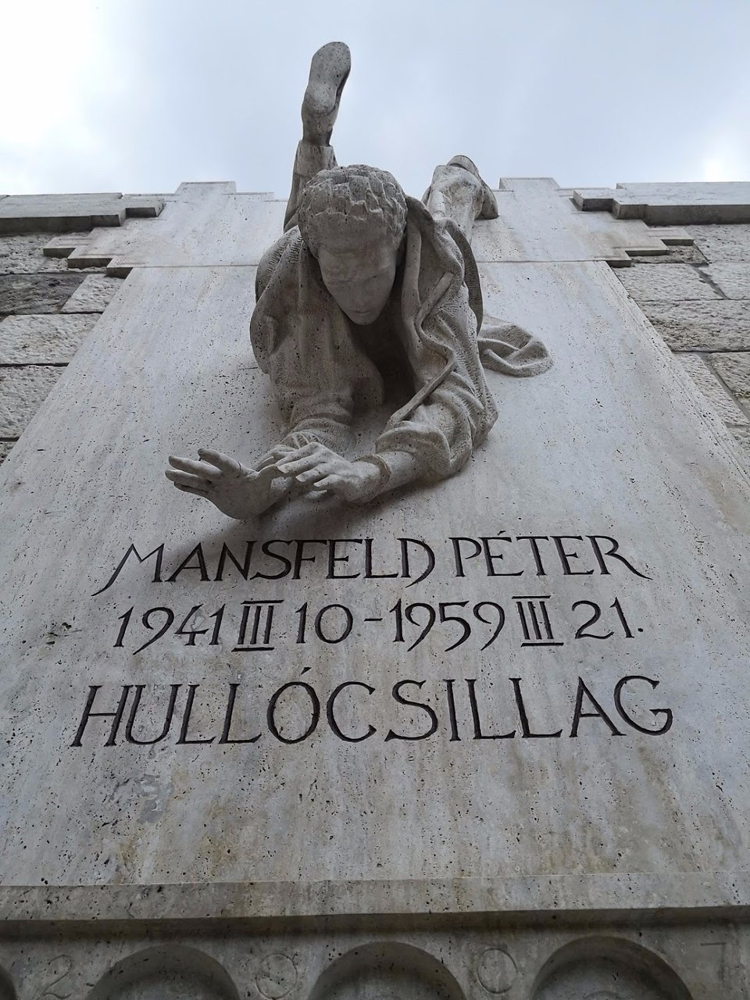 MANSFELD PÉTER
1941 III 10-1959 III 21.
HULLÓCSILLAG